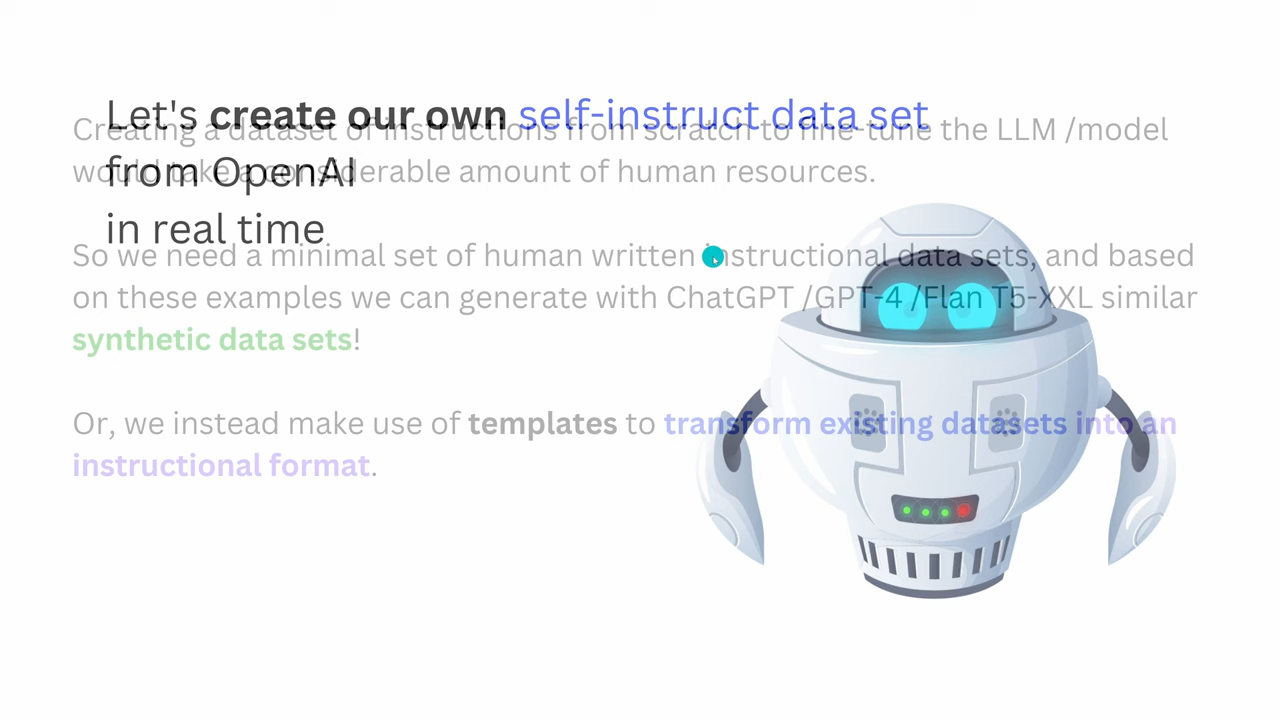 Let's create our own self-instruct data set
from OpenAI
in real time
Creating a dataset of instructions from scratch to fine-tune the LLM /model
would take a considerable amount of human resources.
So we need a minimal set of human written instructional data sets, and based
on these examples we can generate with ChatGPT /GPT-4 /Flan T5-XXL similar
synthetic data sets!
Or, we instead make use of templates to transform existing datasets into an
instructional format.